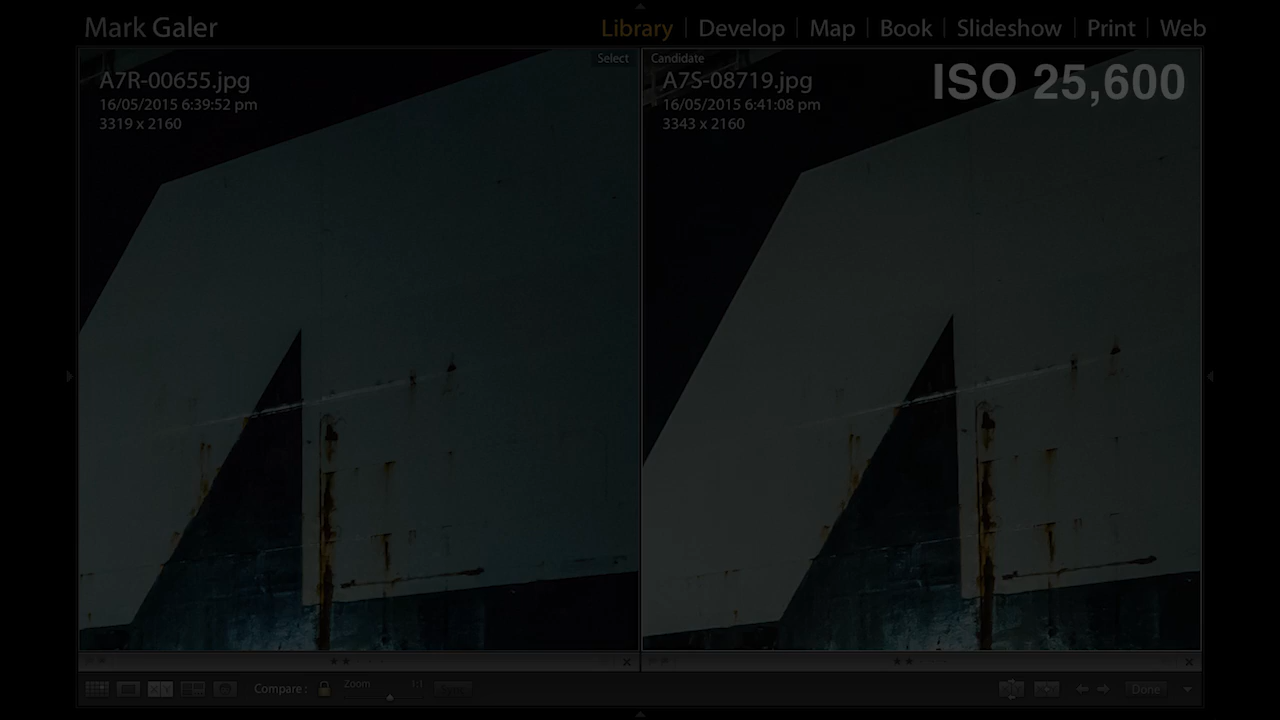 Mark Galer
Library | Develop | Map | Book | Slideshow | Print | Web
Select
A7R-00655.jpg
16/05/2015 6:39:52 pm
3319 x 2160
Candidate
A7S-08719.jpg
16/05/2015 6:41:08 pm
3343 x 2160
ISO 25,600
Compare :
Zoom
1:1
Done